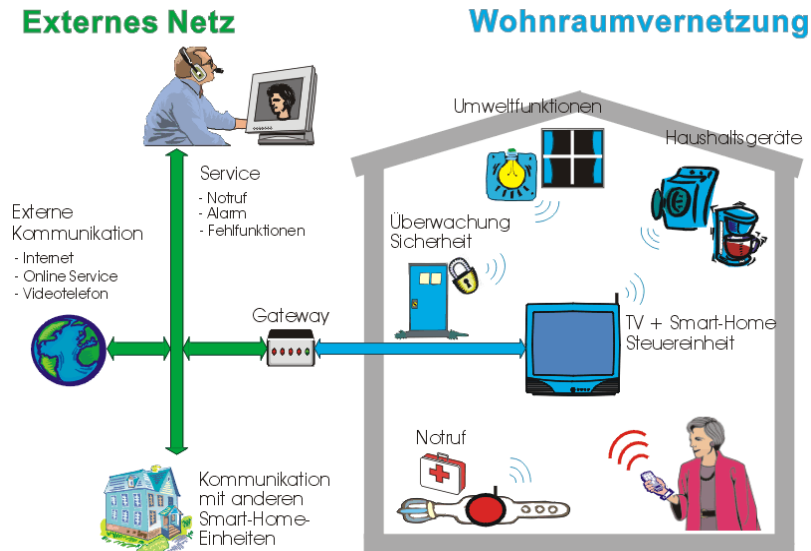 Externes Netz
Wohnraumvernetzung
Service
- Notruf
- Alarm
- Fehlfunktionen
Externe
Kommunikation
- Internet
- Online Service
- Videotelefon
Gateway
Kommunikation
mit anderen
Smart-Home-
Einheiten
Umweltfunktionen
Haushaltsgeräte
Überwachung
Sicherheit
TV + Smart-Home
Steuereinheit
Notruf